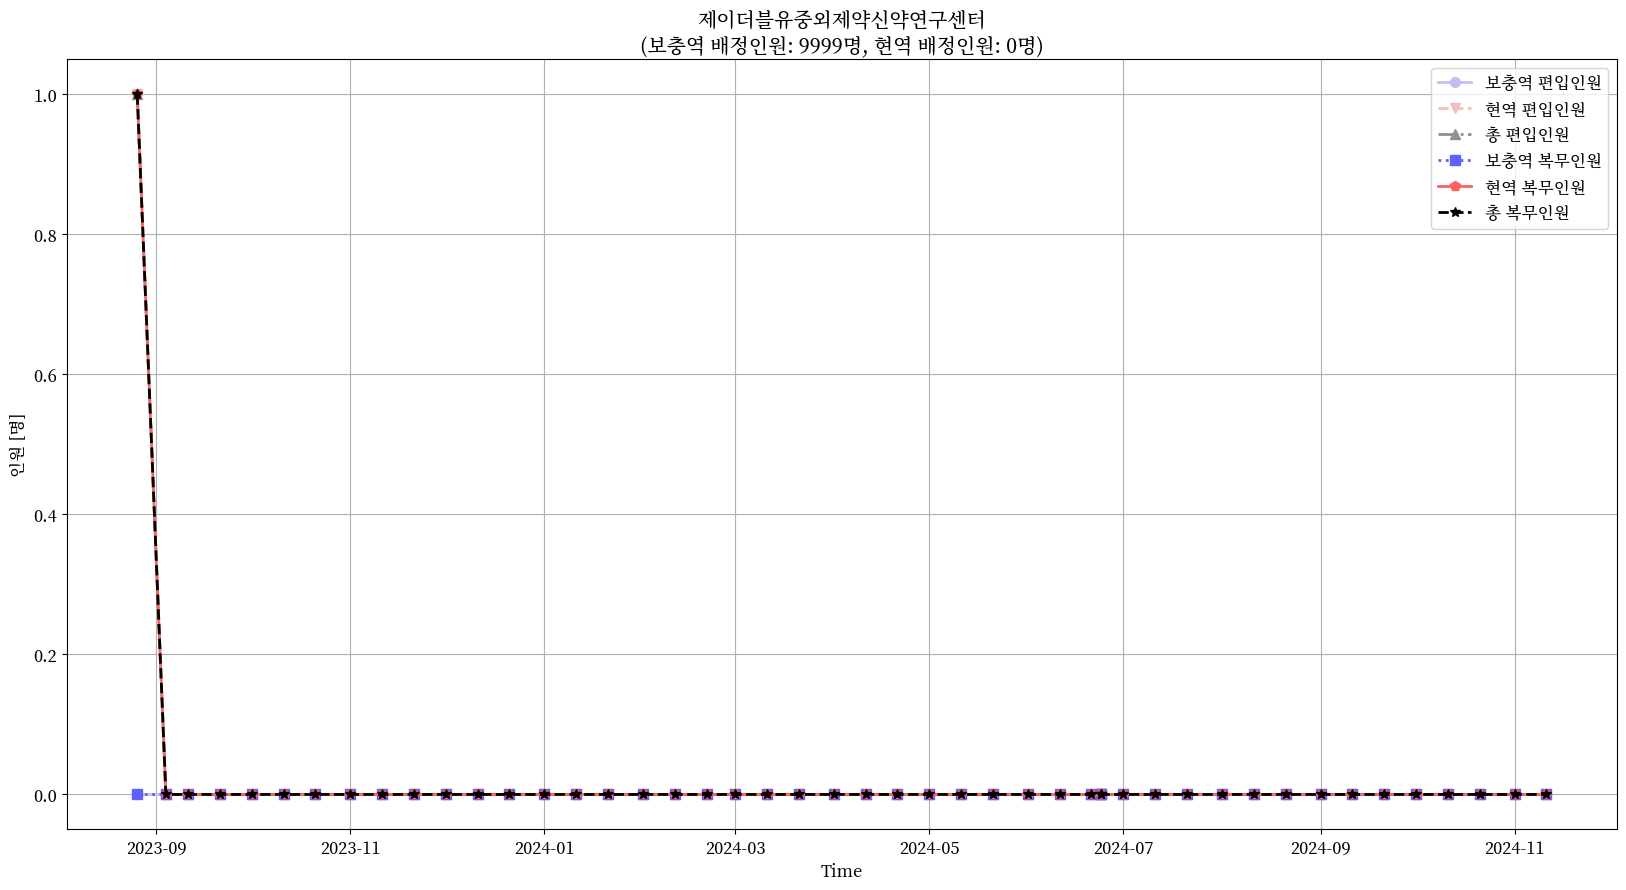 제이더블유중외제약신약연구센터
(보충역 배정인원: 9999명, 현역 배정인원: 0명)
보충역 편입인원
현역 편입인원
총 편입인원
보충역 복무인원
현역 복무인원
총 복무인원
인원 [명]
1.0
0.8
0.6
0.4
0.2
0.0
2023-09
2023-11
2024-01
2024-03
2024-05
2024-07
2024-09
2024-11
Time